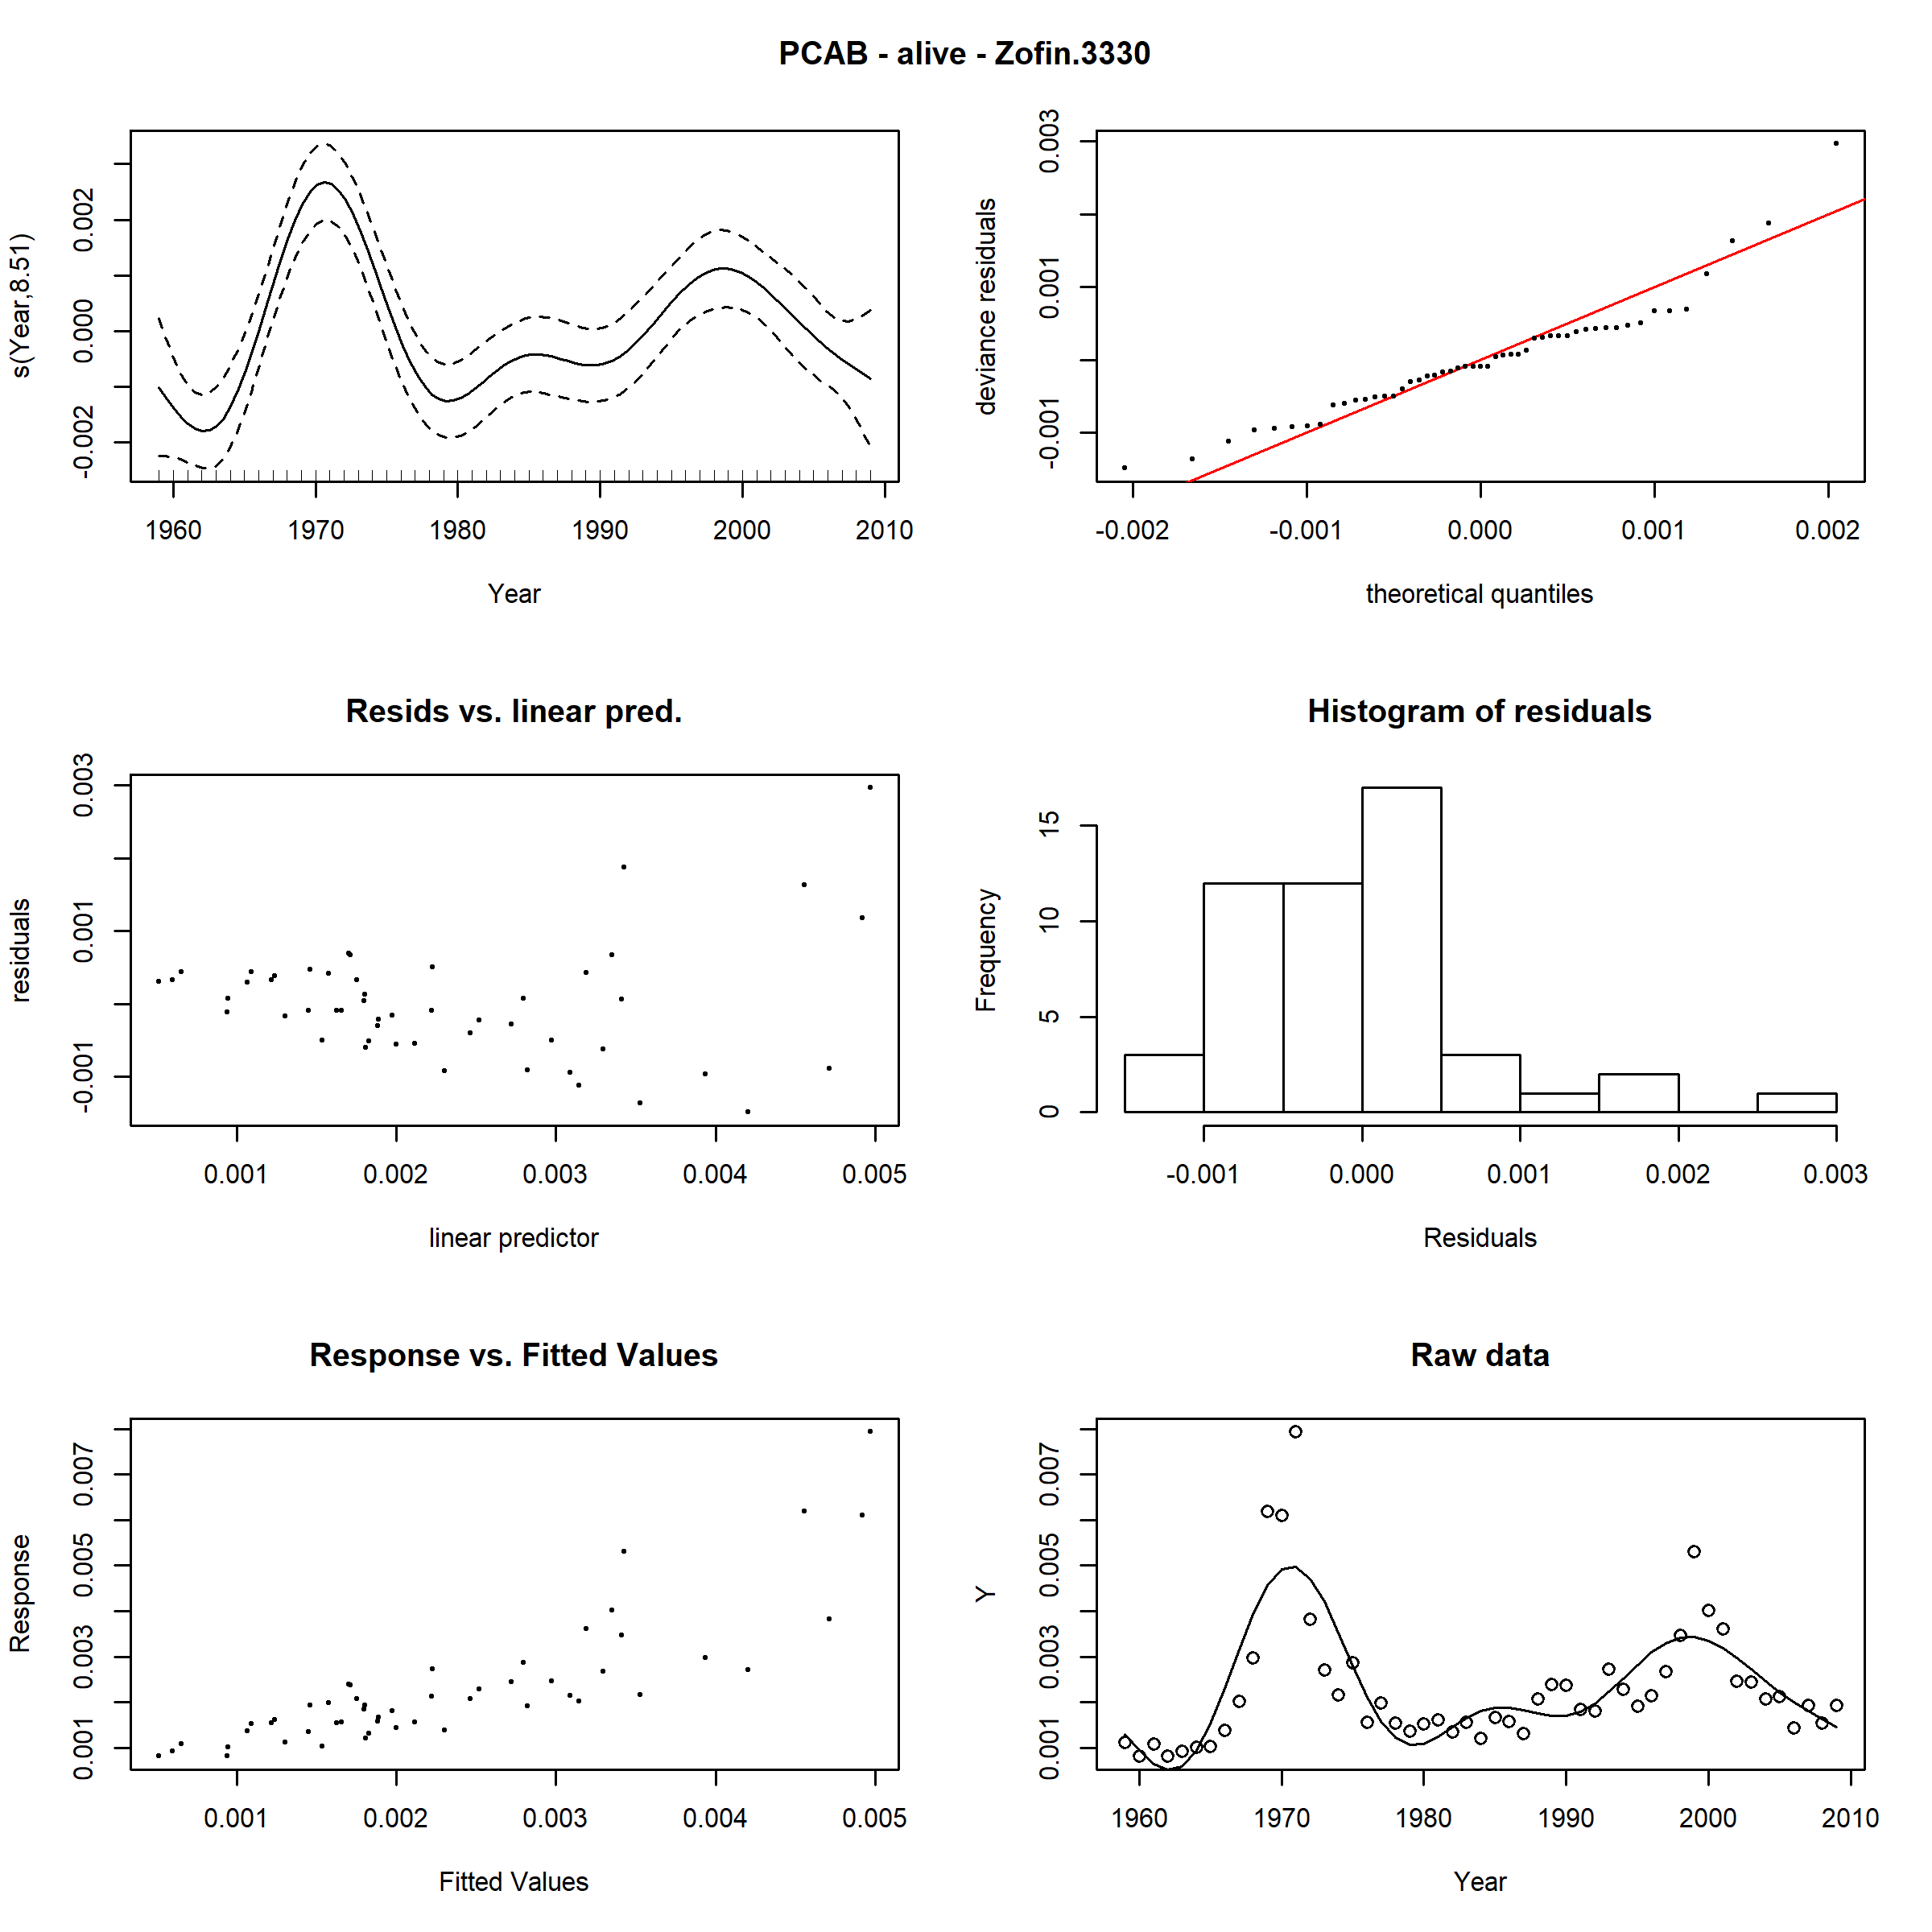 PCAB - alive - Zofin.3330
s(Year,8.51)
-0.002 0.000 0.002
1960 1970 1980 1990 2000 2010
Year
deviance residuals
-0.001 0.001 0.003
-0.002 -0.001 0.000 0.001 0.002
theoretical quantiles
Resids vs. linear pred.
residuals
-0.001 0.001 0.003
0.001 0.002 0.003 0.004 0.005
linear predictor
Histogram of residuals
Frequency
0 5 10 15
-0.001 0.000 0.001 0.002 0.003
Residuals
Response vs. Fitted Values
Response
0.001 0.003 0.005 0.007
0.001 0.002 0.003 0.004 0.005
Fitted Values
Raw data
Y
0.001 0.003 0.005 0.007
1960 1970 1980 1990 2000 2010
Year